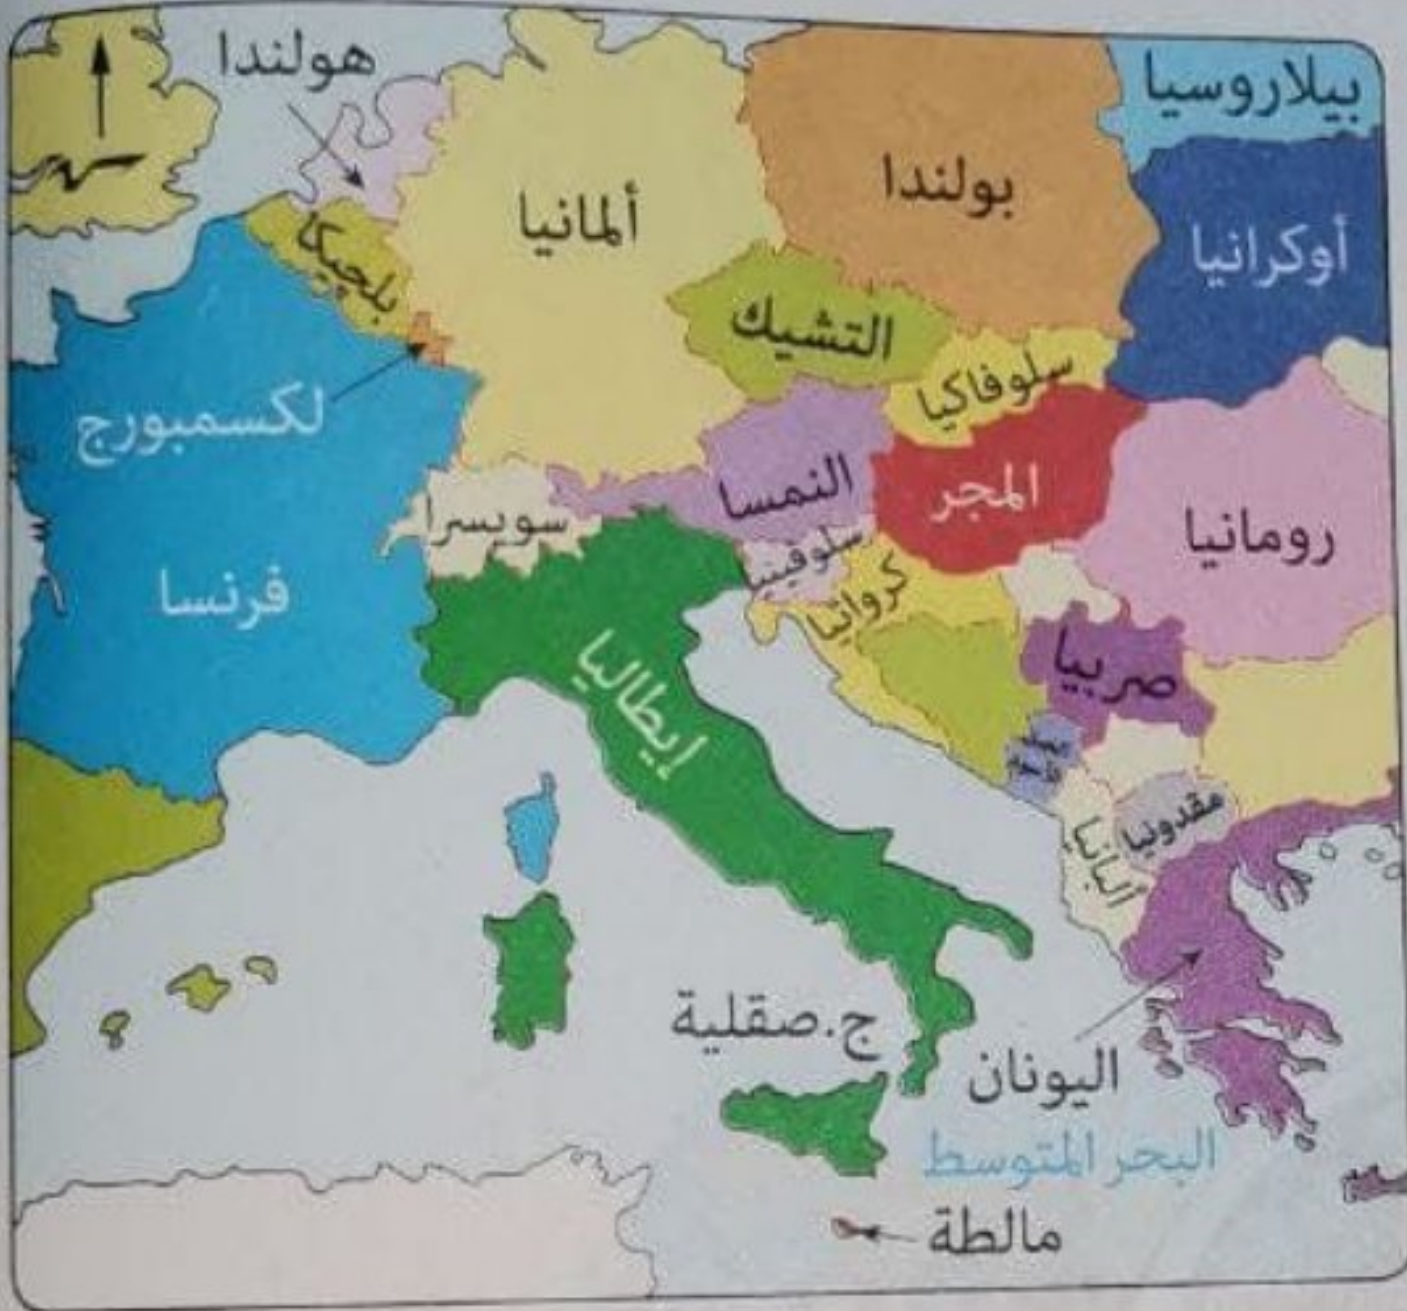 هولندا
بيلاروسيا
بولندا
ألمانيا
أوكرانيا
بلجيكا
التشيك
سلوفاكيا
لكسمبورج
النمسا
المجر
سويسرا
رومانيا
سلوفينيا
كرواتيا
فرنسا
صربيا
إيطاليا
مقدونيا
ألبانيا
ج.صقلية
اليونان
البحر المتوسط
مالطة